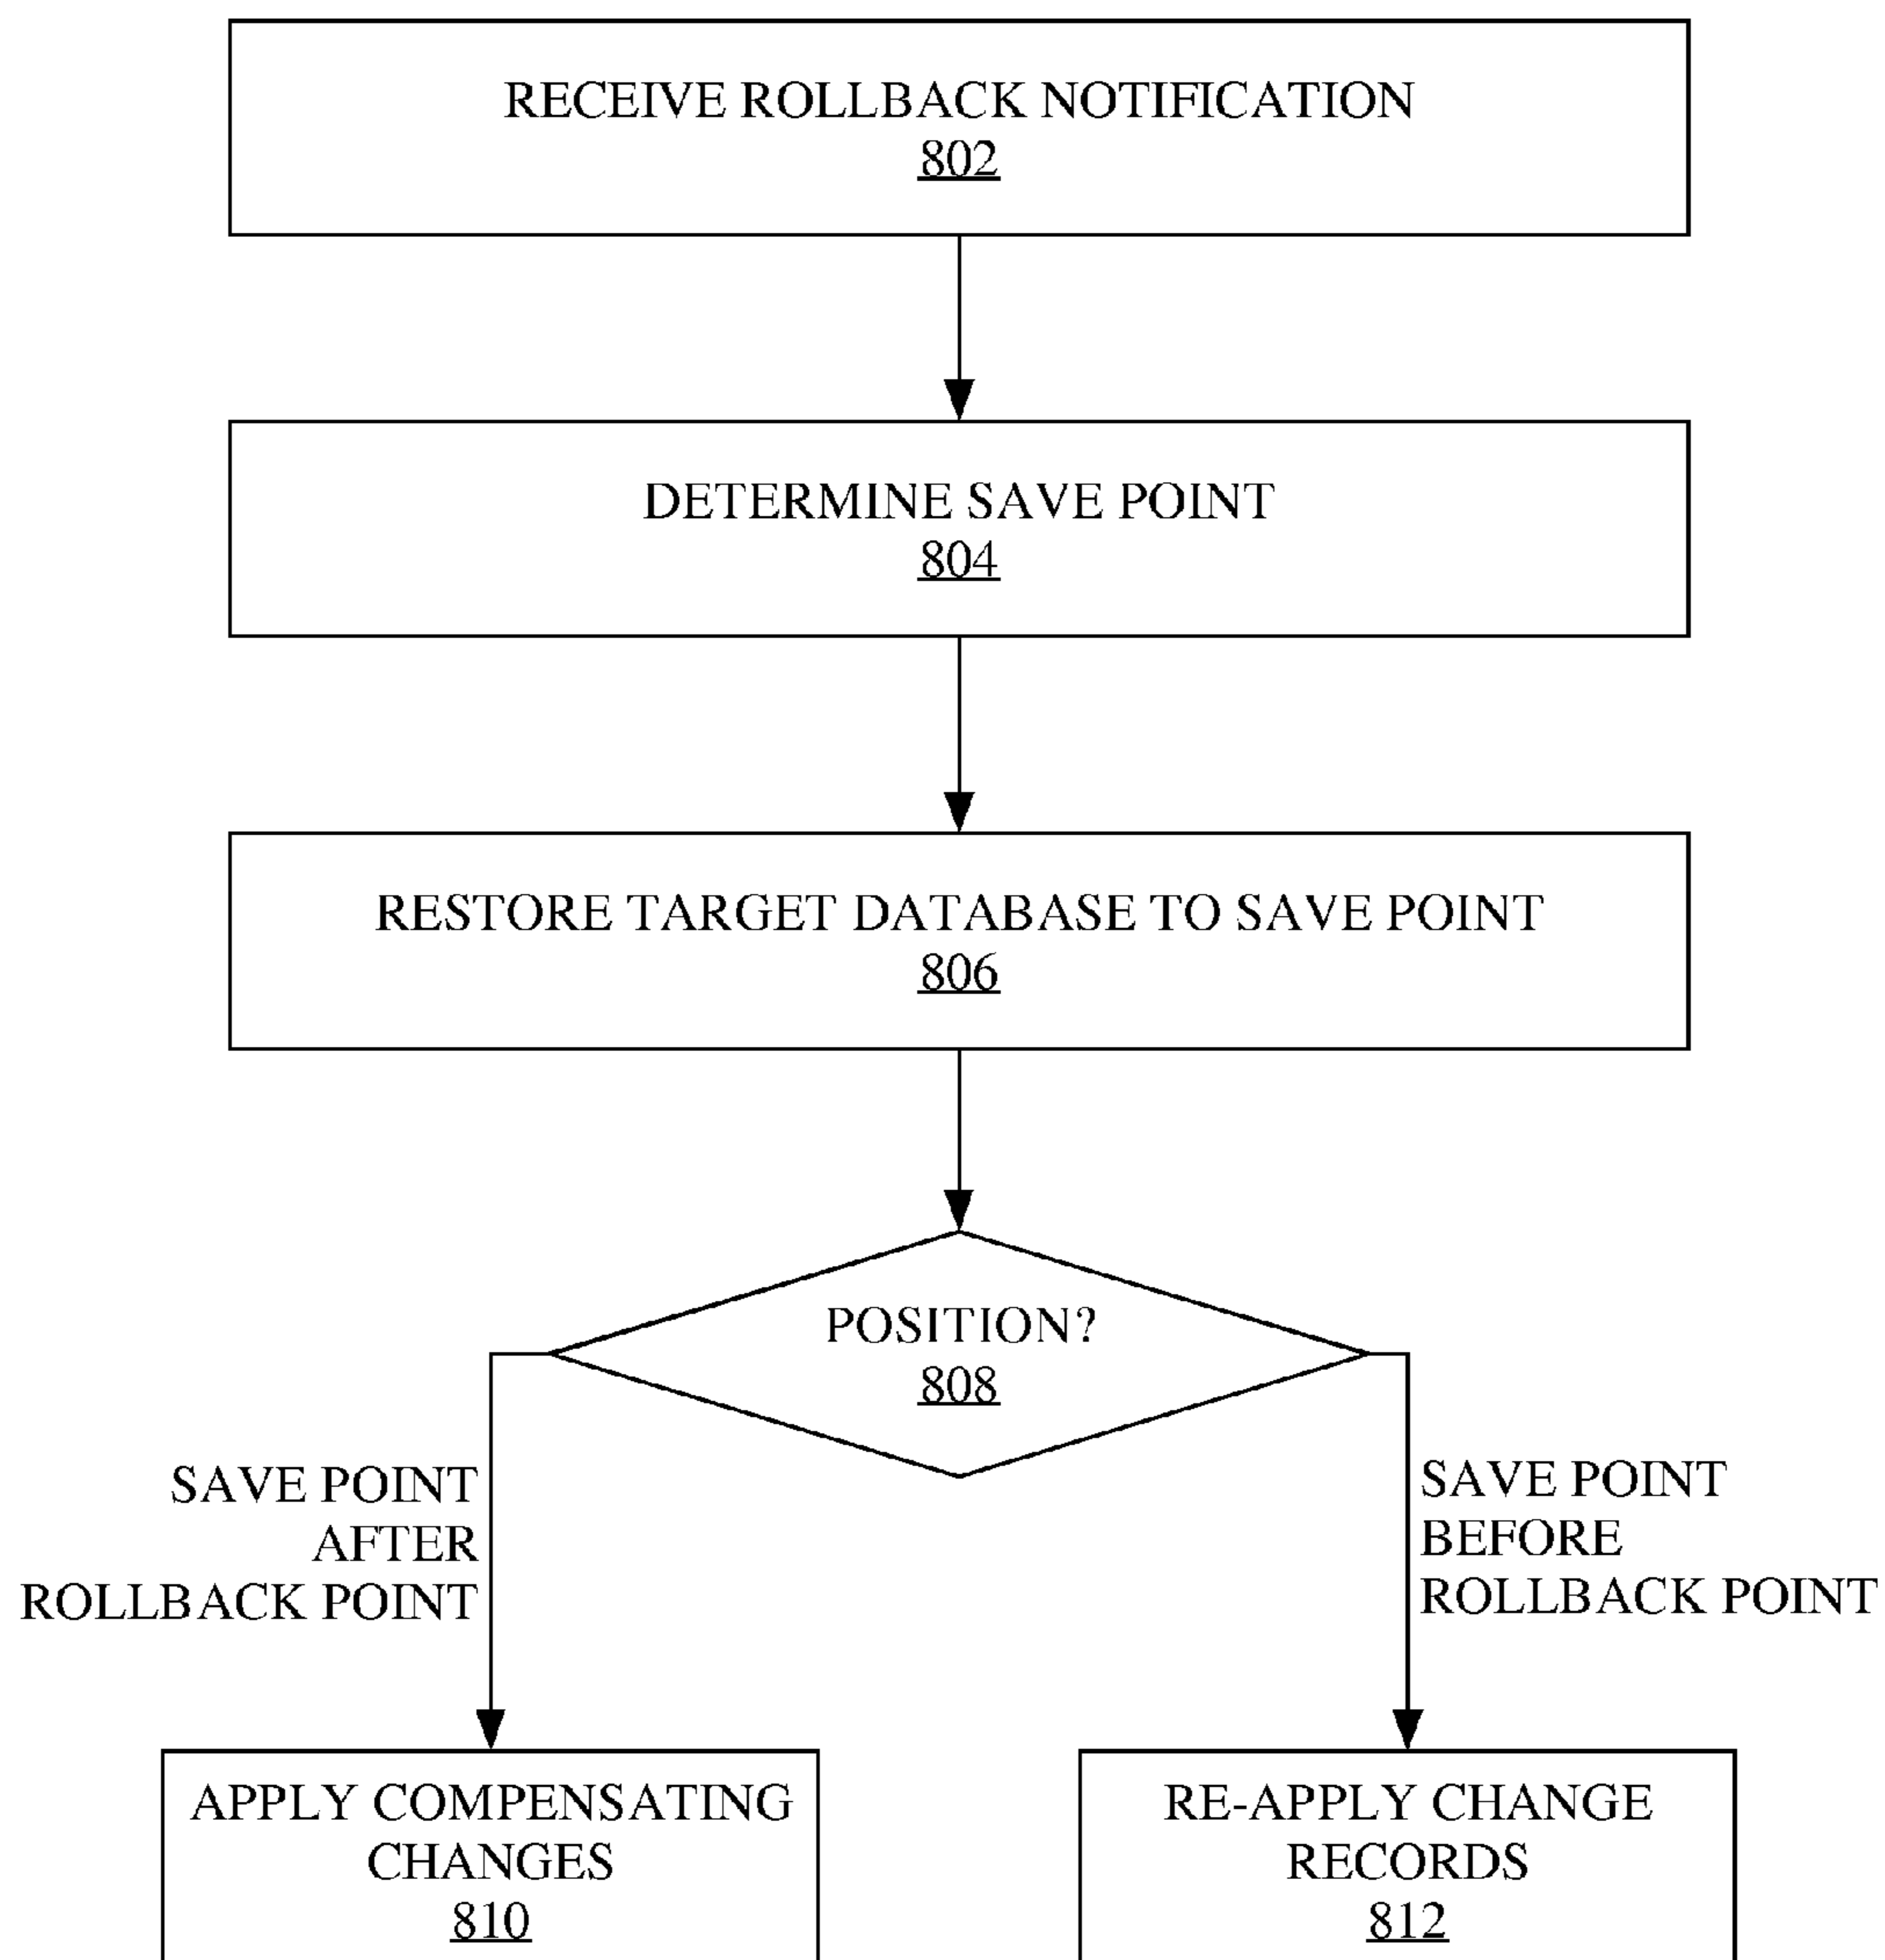 RECEIVE ROLLBACK NOTIFICATION
802
DETERMINE SAVE POINT
804
RESTORE TARGET DATABASE TO SAVE POINT
806
POSITION?
808
SAVE POINT
AFTER
ROLLBACK POINT
SAVE POINT
BEFORE
ROLLBACK POINT
APPLY COMPENSATING
CHANGES
810
RE-APPLY CHANGE
RECORDS
812